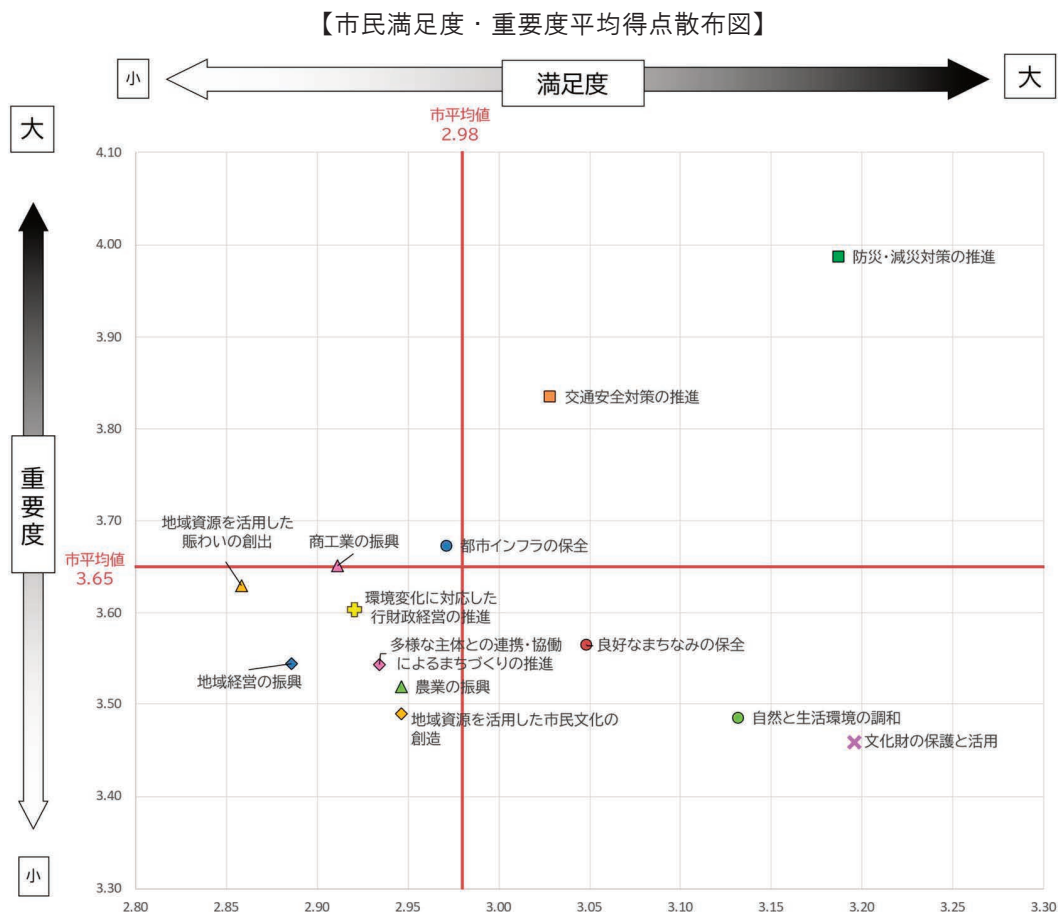 【市民満足度・重要度平均得点散布図】
小
満足度
大
大
市平均値
2.98
4.10
4.00
防災・減災対策の推進
3.90
交通安全対策の推進
3.80
重要度
3.70
地域資源を活用した
賑わいの創出
商工業の振興
都市インフラの保全
市平均値
3.65
3.60
環境変化に対応した
行財政経営の推進
多様な主体との連携・協働
によるまちづくりの推進
良好なまちなみの保全
地域経営の振興
農業の振興
3.50
地域資源を活用した市民文化の
創造
自然と生活環境の調和
文化財の保護と活用
3.40
小
3.30
2.80
2.85
2.90
2.95
3.00
3.05
3.10
3.15
3.20
3.25
3.30